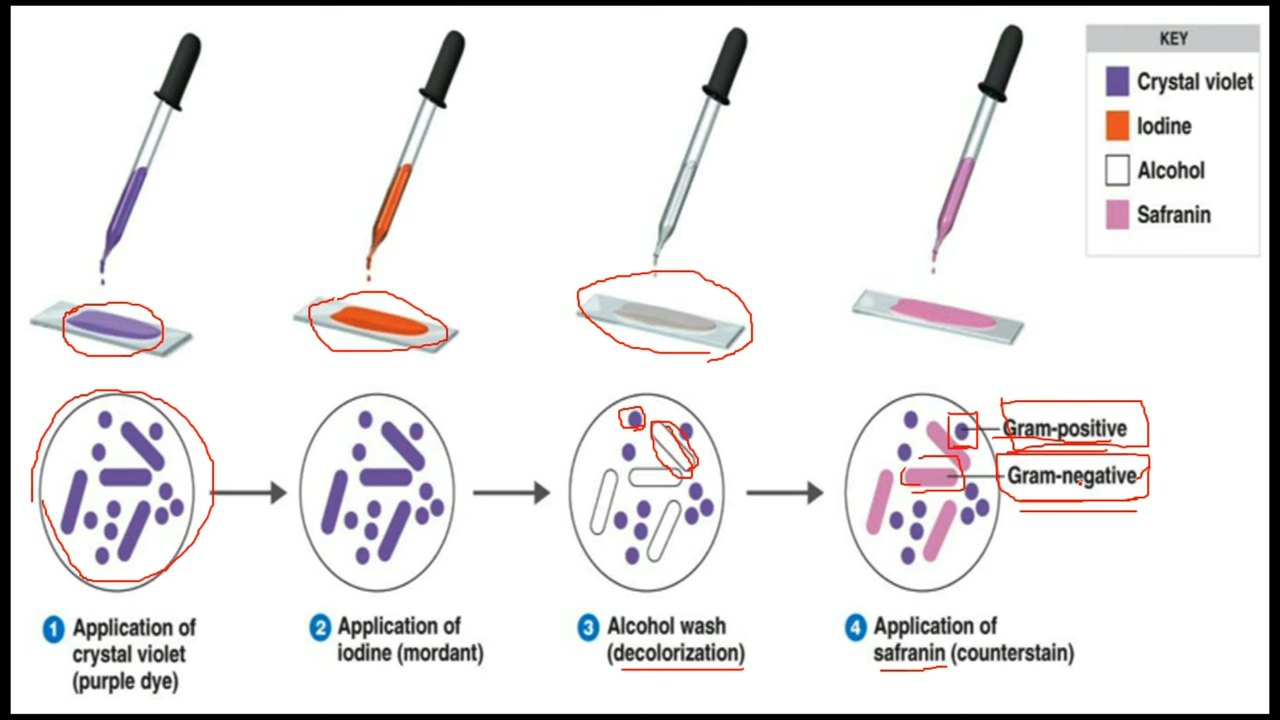 KEY
Crystal violet
Iodine
Alcohol
Safranin
Gram-positive
Gram-negative
1 Application of
crystal violet
(purple dye)
2 Application of
iodine (mordant)
3 Alcohol wash
(decolorization)
4 Application of
safranin (counterstain)